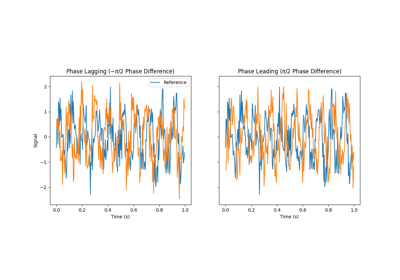 Phase Lagging (−π/2 Phase Difference)
Phase Leading (π/2 Phase Difference)
Reference
Signal
2
1
0
−1
−2
0.0 0.2 0.4 0.6 0.8 1.0
0.0 0.2 0.4 0.6 0.8 1.0
Time (s)
Time (s)